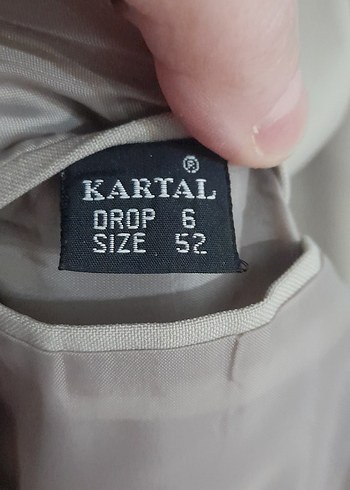 ®
KARTAL
DROP 6
SIZE 52